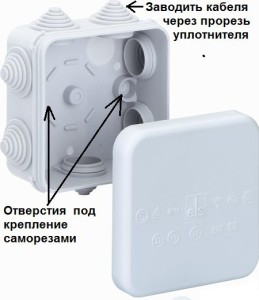 Заводить кабеля
через прорезь
уплотнителя
.
Отверстия под
крепление
саморезами